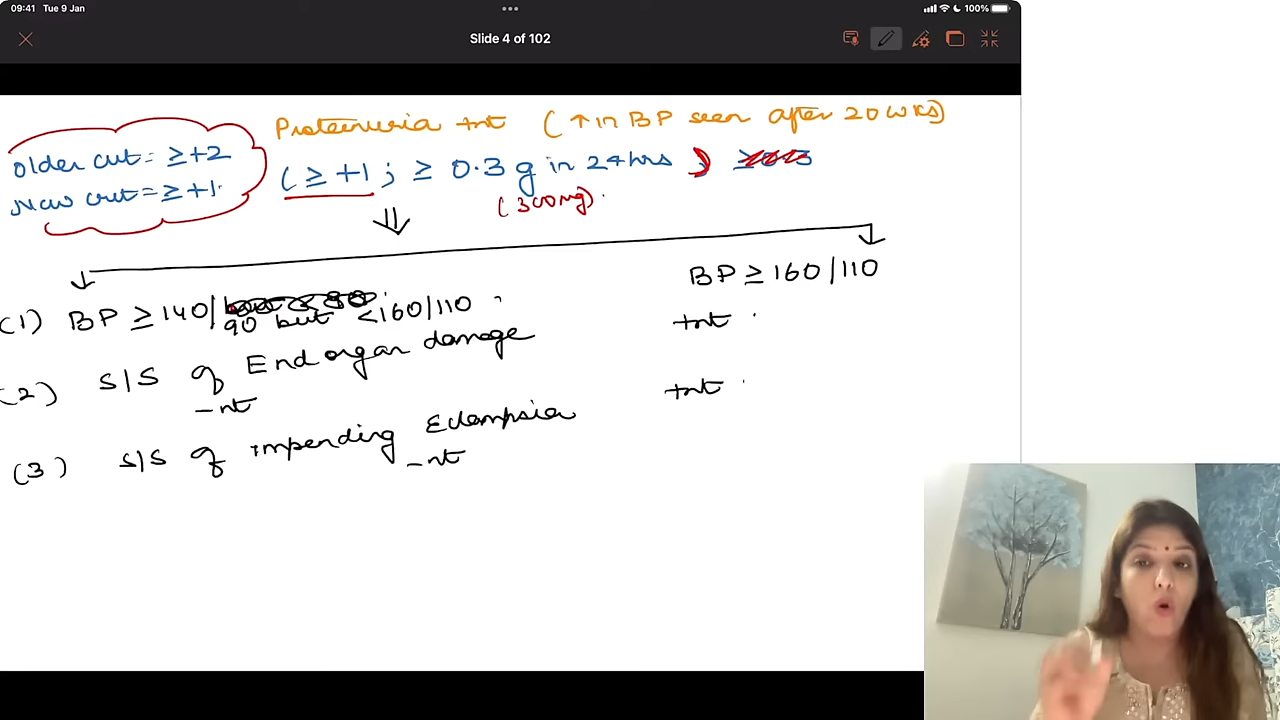 09:41 Tue 9 Jan
100%
Slide 4 of 102
Proteinuria +nt (↑ in BP seen after 20 wks)
Older cut = ≥+2
New cut = ≥+1.
(≥ +1 ; ≥ 0.3 g in 24 hrs )
(300mg).
BP ≥ 160/110
(1) BP ≥ 140/90 but <160/110
+nt
(2) S/S of End organ damage
-nt
+nt
(3) S/S of impending Eclampsia
-nt